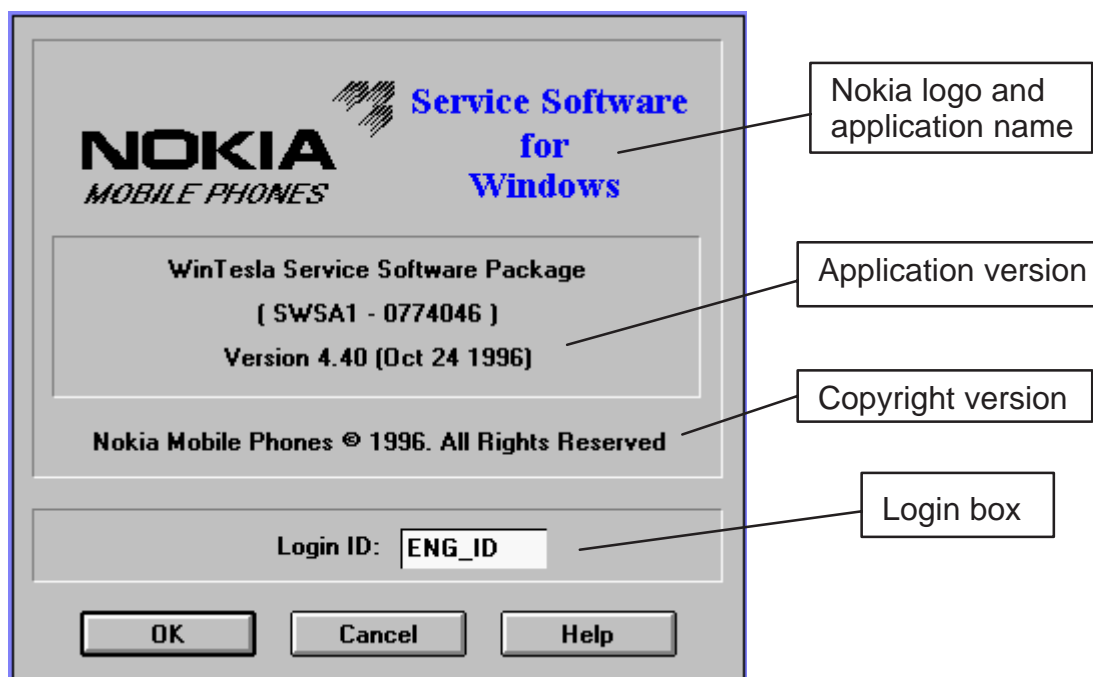 NOKIA
MOBILE PHONES
Service Software
for
Windows
Nokia logo and
application name
WinTesla Service Software Package
( SWSA1 - 0774046 )
Version 4.40 (Oct 24 1996)
Application version
Nokia Mobile Phones © 1996. All Rights Reserved
Copyright version
Login ID: ENG_ID
Login box
OK Cancel Help